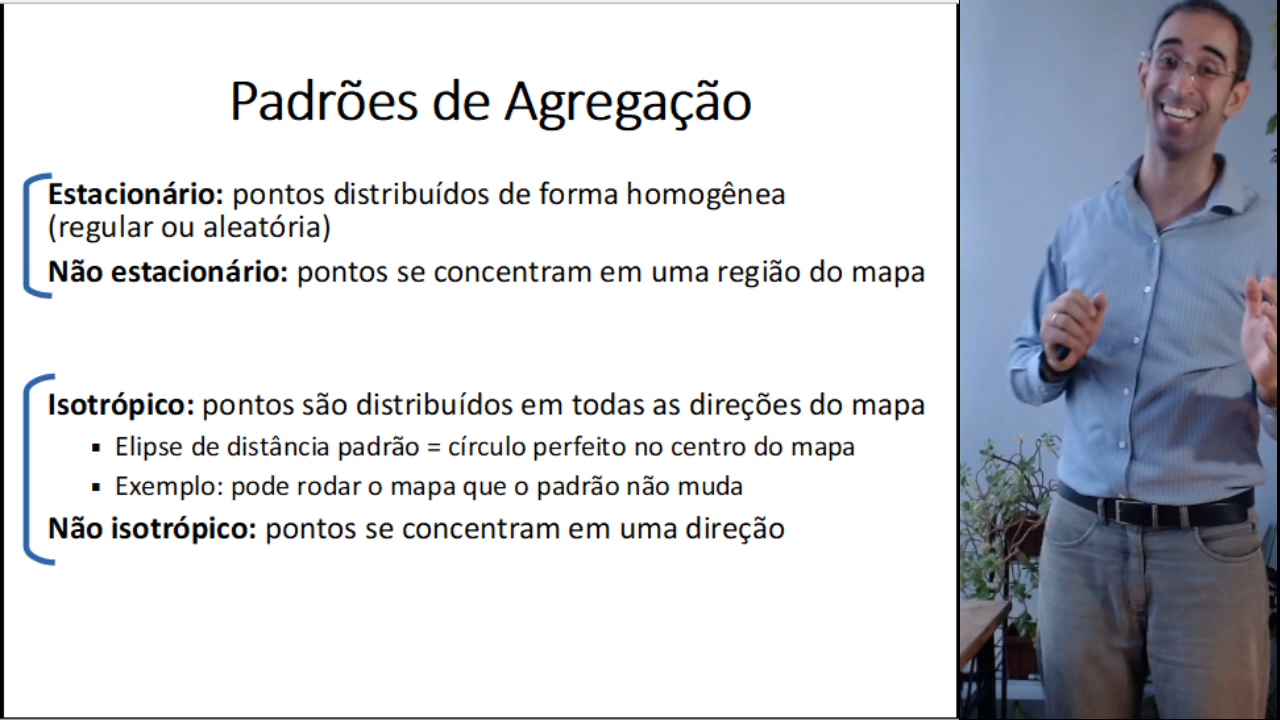 Padrões de Agregação
Estacionário: pontos distribuídos de forma homogênea
(regular ou aleatória)
Não estacionário: pontos se concentram em uma região do mapa
Isotrópico: pontos são distribuídos em todas as direções do mapa
▪ Elipse de distância padrão = círculo perfeito no centro do mapa
▪ Exemplo: pode rodar o mapa que o padrão não muda
Não isotrópico: pontos se concentram em uma direção